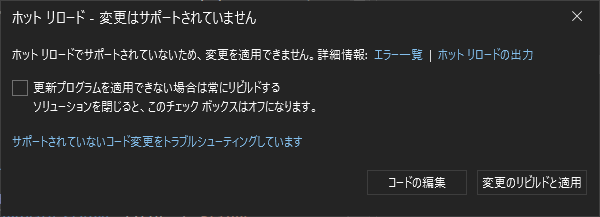 ホット リロード - 変更はサポートされていません
ホット リロードでサポートされていないため、変更を適用できません。詳細情報: エラー一覧 | ホット リロードの出力
更新プログラムを適用できない場合は常にリビルドする
ソリューションを閉じると、このチェック ボックスはオフになります。
サポートされていないコード変更をトラブルシューティングしています
コードの編集 変更のリビルドと適用